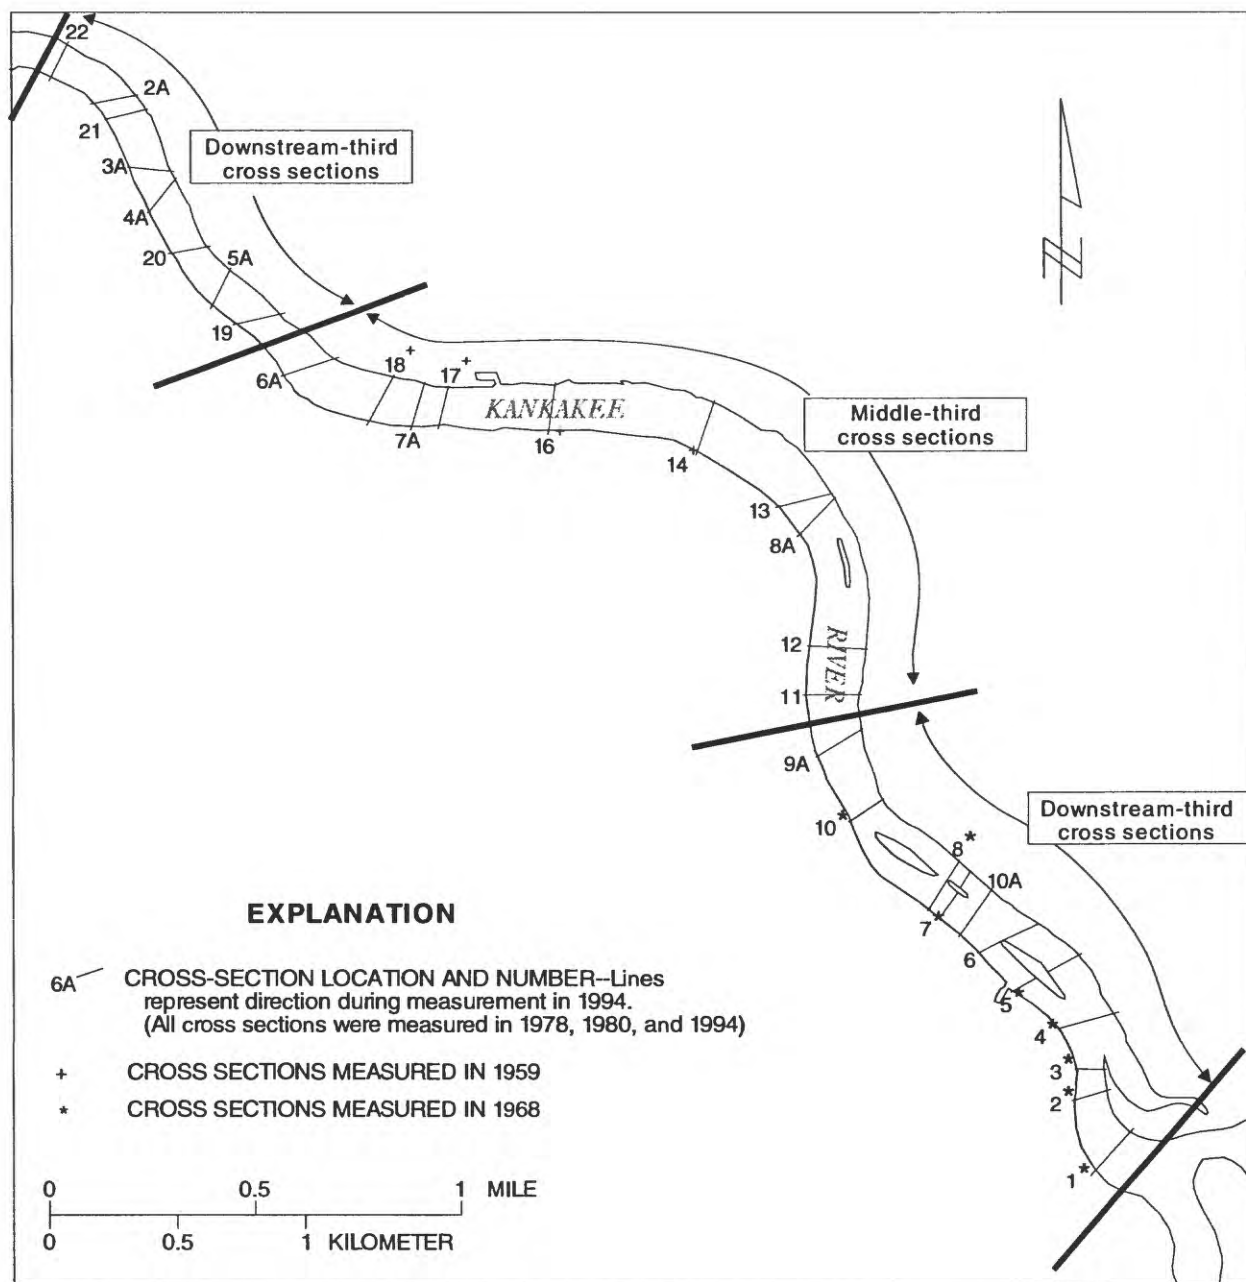 22
2A
21
Downstream-third
cross sections
3A
4A
20
5A
19
6A
18+
17+
KANKAKEE
7A
16+
14+
Middle-third
cross sections
13
8A
12
RIVER
11
9A
Downstream-third
cross sections
10*
8*
10A
7*
6
5*
4*
3*
2*
1*
N
EXPLANATION
6A CROSS-SECTION LOCATION AND NUMBER--Lines
represent direction during measurement in 1994.
(All cross sections were measured in 1978, 1980, and 1994)
+ CROSS SECTIONS MEASURED IN 1959
* CROSS SECTIONS MEASURED IN 1968
0 0.5 1 MILE
0 0.5 1 KILOMETER